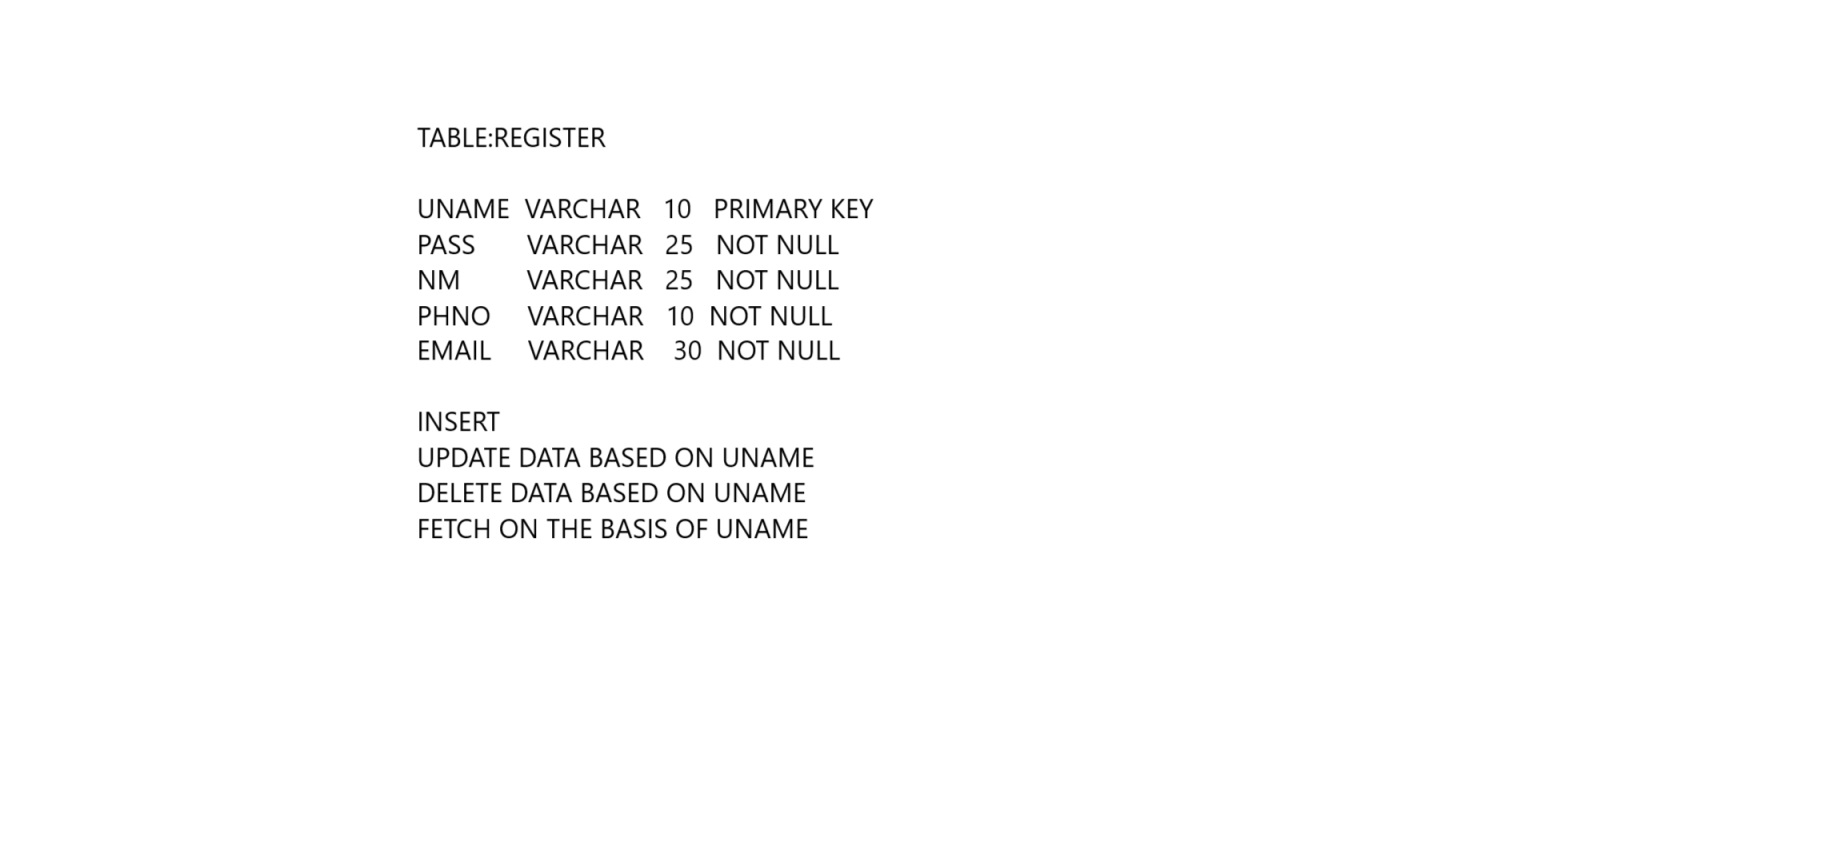 TABLE:REGISTER
UNAME VARCHAR 10 PRIMARY KEY
PASS VARCHAR 25 NOT NULL
NM VARCHAR 25 NOT NULL
PHNO VARCHAR 10 NOT NULL
EMAIL VARCHAR 30 NOT NULL
INSERT
UPDATE DATA BASED ON UNAME
DELETE DATA BASED ON UNAME
FETCH ON THE BASIS OF UNAME